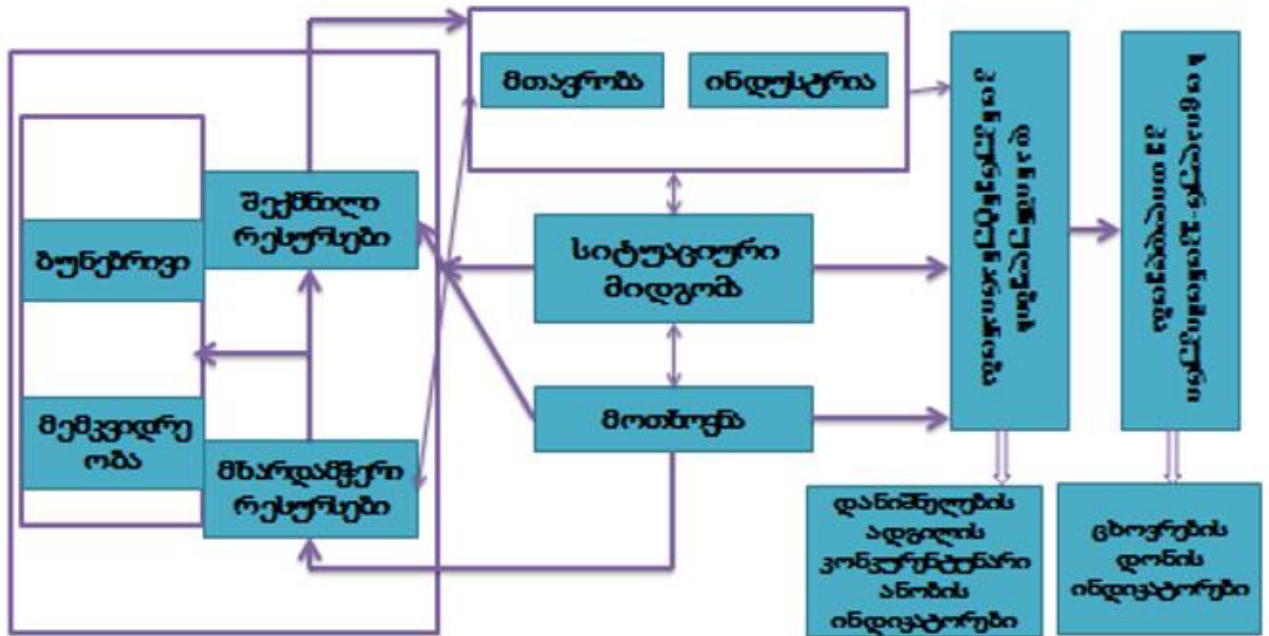 მთავრობა
ინდუსტრია
შექმნილი
რესურსები
ბუნებრივი
სიტუაციური
მიდგომა
მემკვიდრე
ობა
მხარდამჭერი
რესურსები
მოთხოვნა
დანიშნულების
ადგილის
კონკურენტუნარი
ანობის
ინდიკატორები
ცხოვრების
დონის
ინდიკატორები